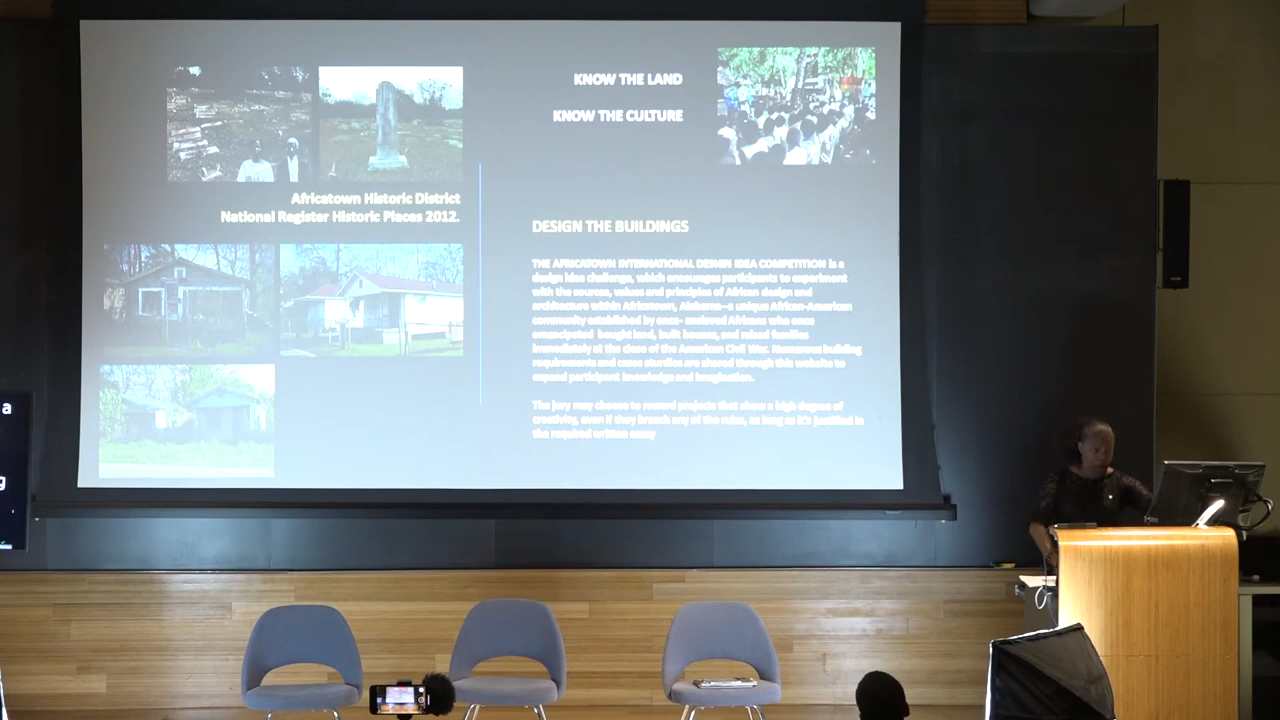 KNOW THE LAND
KNOW THE CULTURE
Africatown Historic District
National Register Historic Places 2012.
DESIGN THE BUILDINGS
THE AFRICATOWN INTERNATIONAL DESIGN IDEA COMPETITION is a
design idea challenge, which encourages participants to experiment
with the sources, values and principles of African design and
architecture within Africatown, Alabama—a unique African-American
community established by once- enslaved Africans who once
emancipated bought land, built houses, and raised families
immediately at the close of the American Civil War. Numerous building
requirements and cases studies are shared through this website to
expand participant knowledge and imagination.
The jury may choose to reward projects that show a high degree of
creativity, even if they breach any of the rules, as long as it's justified in
the required written essay
a
g